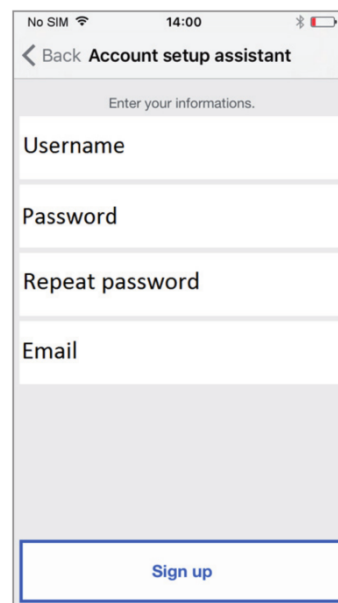 No SIM 14:00
Back Account setup assistant
Enter your informations.
Username
Password
Repeat password
Email
Sign up